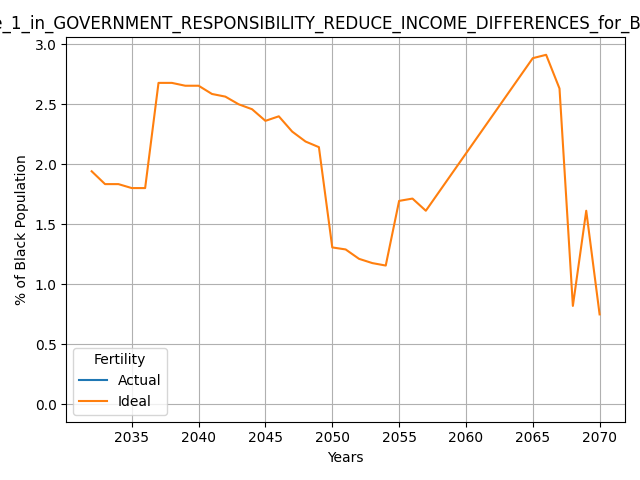 _1_in_GOVERNMENT_RESPONSIBILITY_REDUCE_INCOME_DIFFERENCES_for_B
3.0
2.5
2.0
1.5
1.0
0.5
0.0
% of Black Population
Fertility
Actual
Ideal
2035 2040 2045 2050 2055 2060 2065 2070
Years